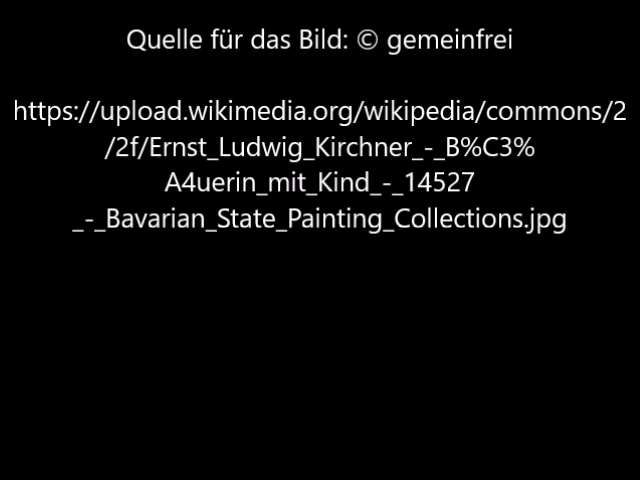 Quelle für das Bild: © gemeinfrei
https://upload.wikimedia.org/wikipedia/commons/2
/2f/Ernst_Ludwig_Kirchner_-_B%C3%
A4uerin_mit_Kind_-_14527
_-_Bavarian_State_Painting_Collections.jpg